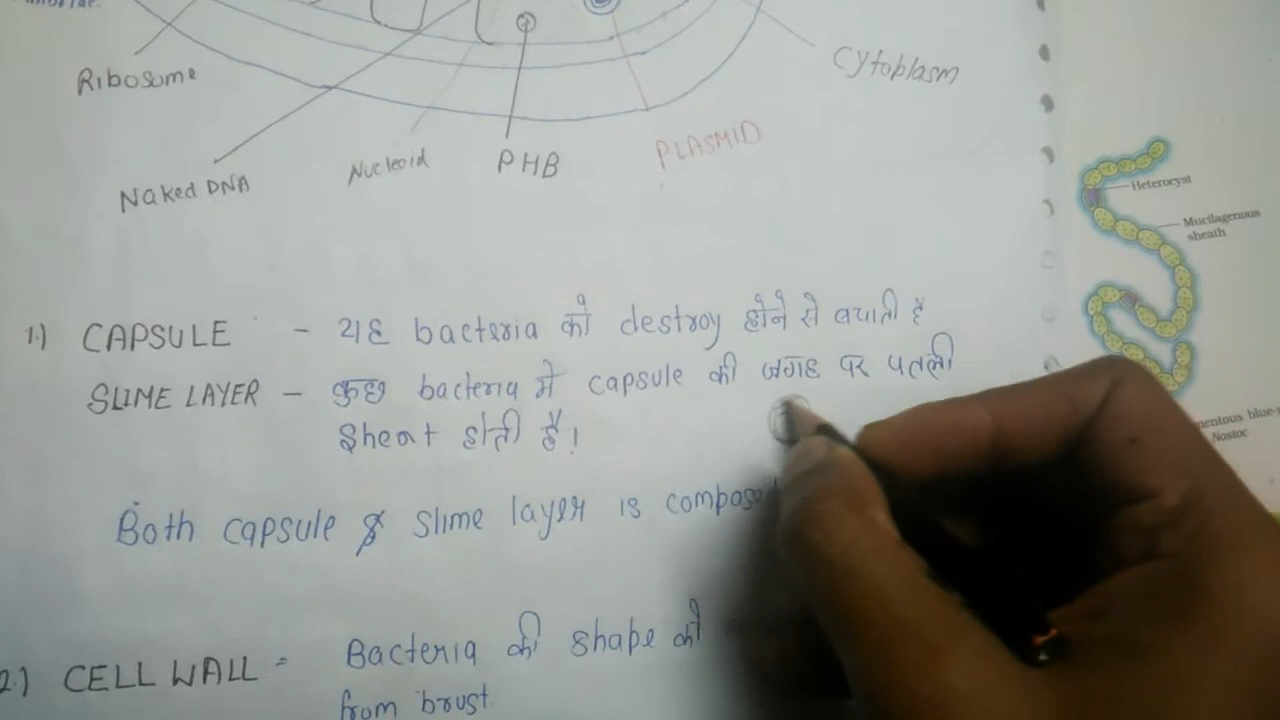 Ribosome
Cytoplasm
Naked DNA
Nucleoid
PHB
PLASMID
Heterocyst
Mucilagenous
sheath
1.) CAPSULE - यह bacteria को destroy होने से बचाती है
SLIME LAYER - कुछ bacteria मे capsule की जगह पर पतली
Sheat होती है।
Both capsule & slime layer is compose
2.) CELL WALL = Bacteria की shape को
from brust
Nostoc